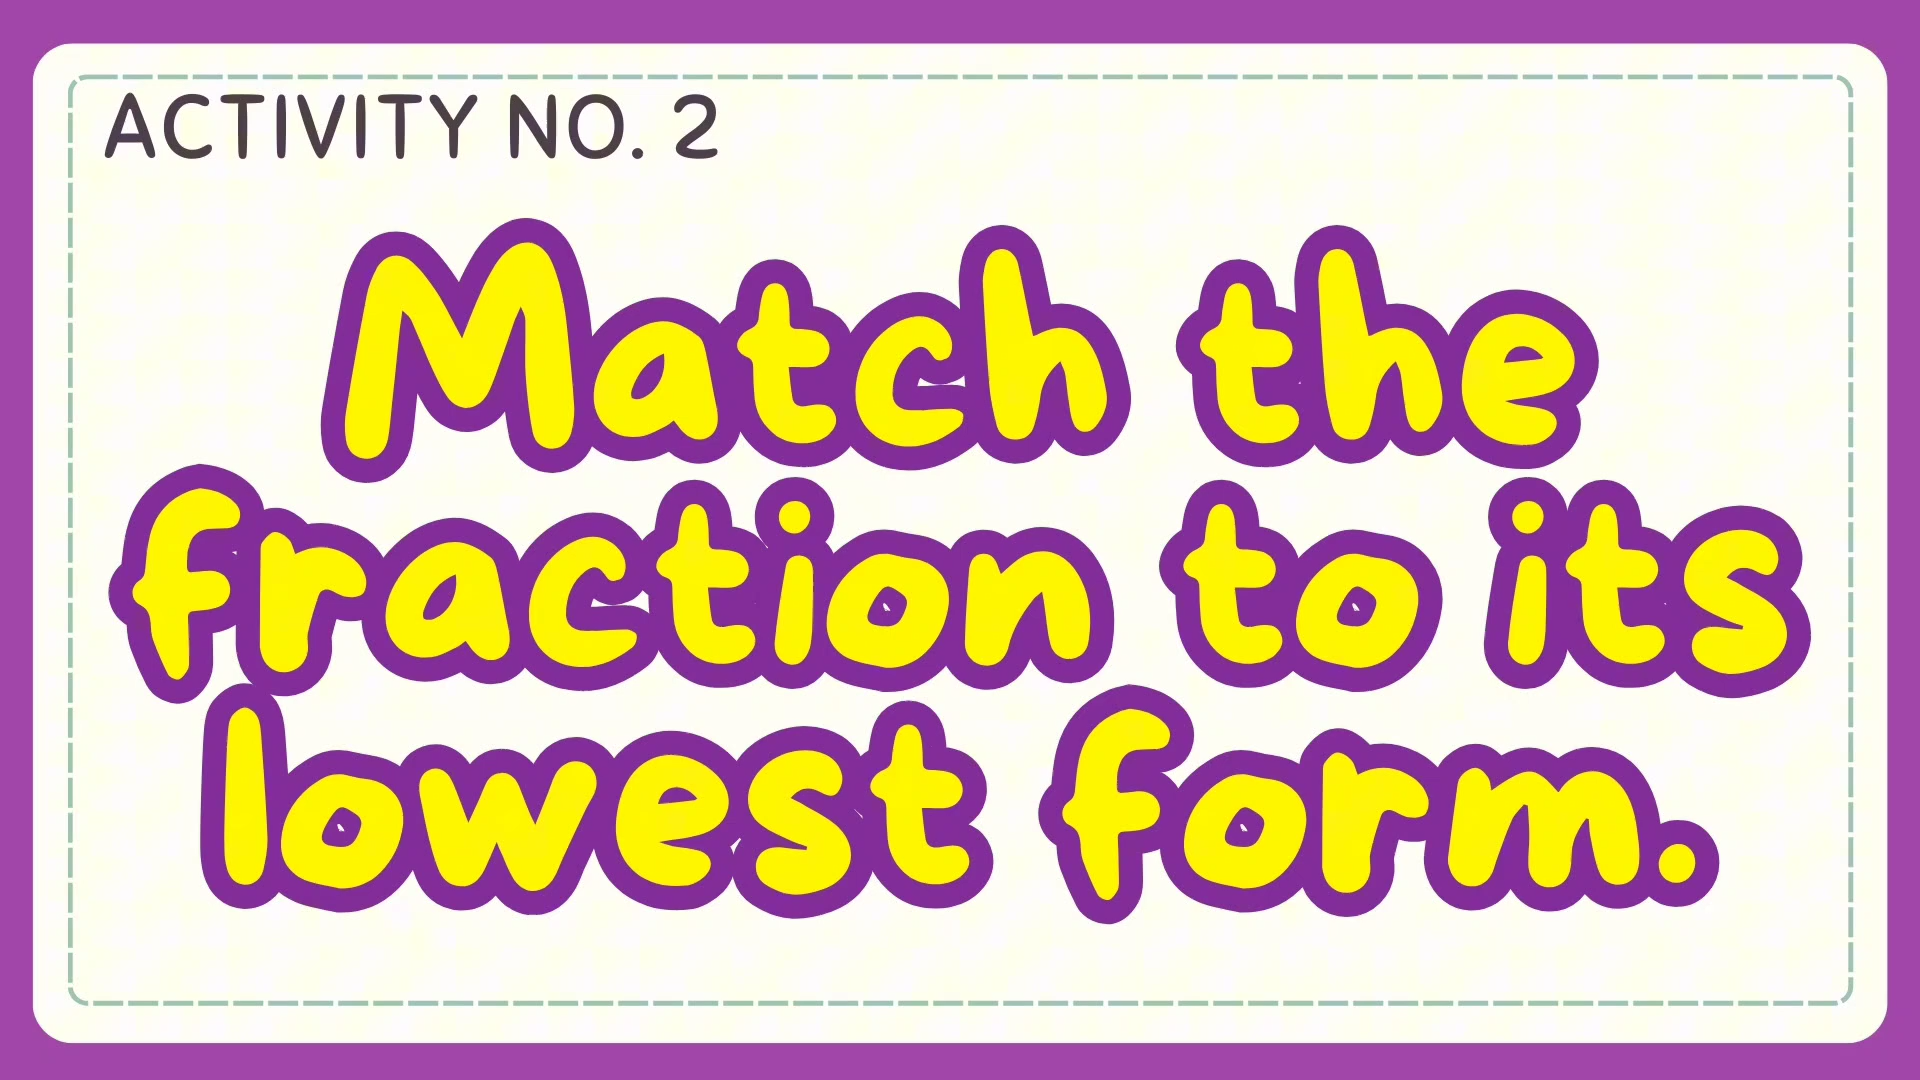 ACTIVITY NO. 2
Match the
fraction to its
lowest form.